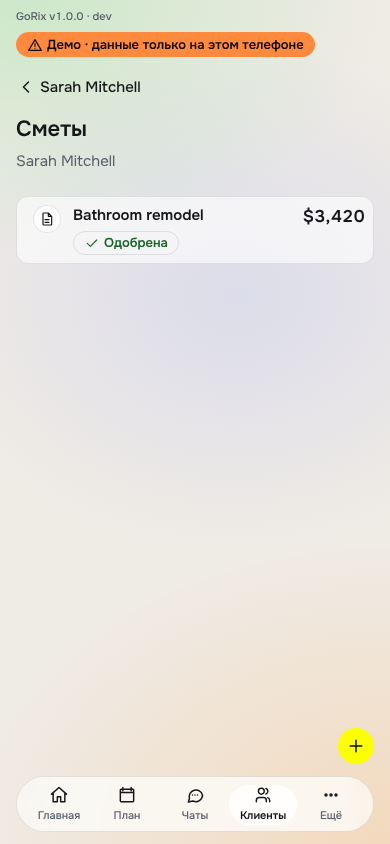 GoRix v1.0.0 · dev
Демо · данные только на этом телефоне
Sarah Mitchell
Сметы
Sarah Mitchell
Bathroom remodel
$3,420
Одобрена
Главная
План
Чаты
Клиенты
Ещё